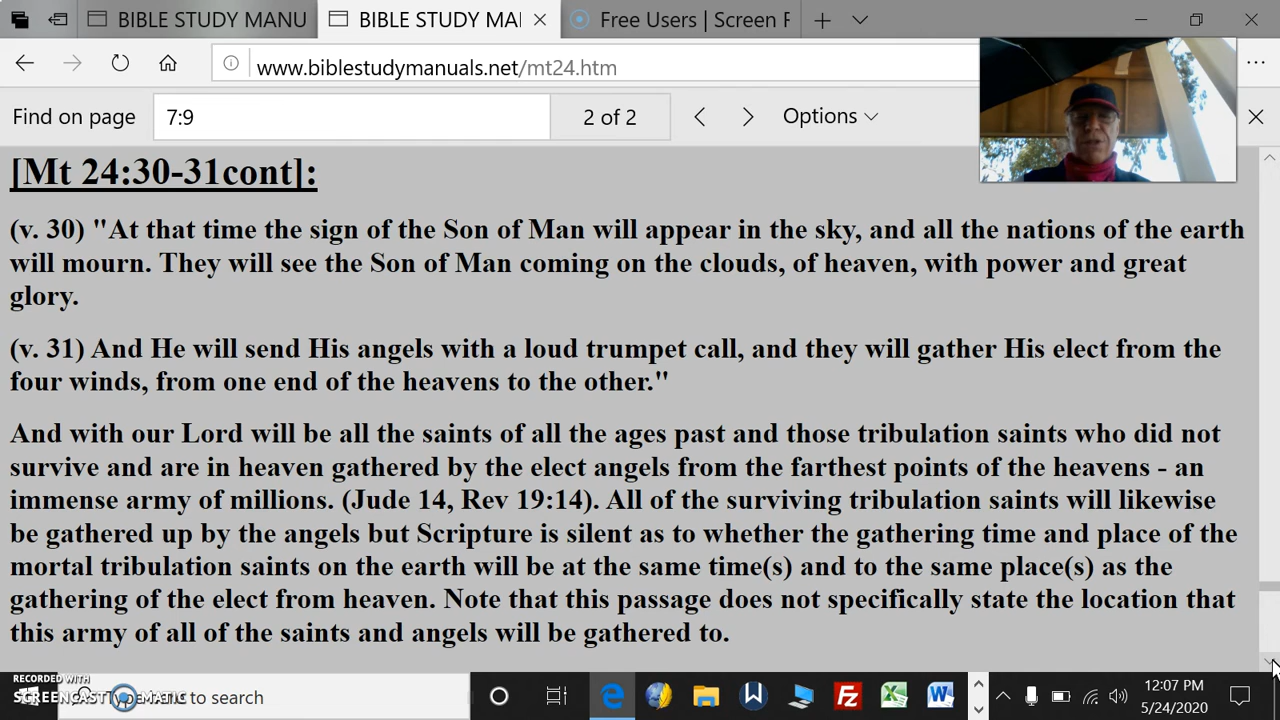 BIBLE STUDY MANU
BIBLE STUDY MAI
Free Users | Screen F
www.biblestudymanuals.net/mt24.htm
Find on page
7:9
2 of 2
Options
[Mt 24:30-31cont]:
(v. 30) "At that time the sign of the Son of Man will appear in the sky, and all the nations of the earth
will mourn. They will see the Son of Man coming on the clouds, of heaven, with power and great
glory.
(v. 31) And He will send His angels with a loud trumpet call, and they will gather His elect from the
four winds, from one end of the heavens to the other."
And with our Lord will be all the saints of all the ages past and those tribulation saints who did not
survive and are in heaven gathered by the elect angels from the farthest points of the heavens - an
immense army of millions. (Jude 14, Rev 19:14). All of the surviving tribulation saints will likewise
be gathered up by the angels but Scripture is silent as to whether the gathering time and place of the
mortal tribulation saints on the earth will be at the same time(s) and to the same place(s) as the
gathering of the elect from heaven. Note that this passage does not specifically state the location that
this army of all of the saints and angels will be gathered to.
RECORDED WITH
SCREENCAST-O-MATIC
Type here to search
W
Fz
X
W
12:07 PM
5/24/2020